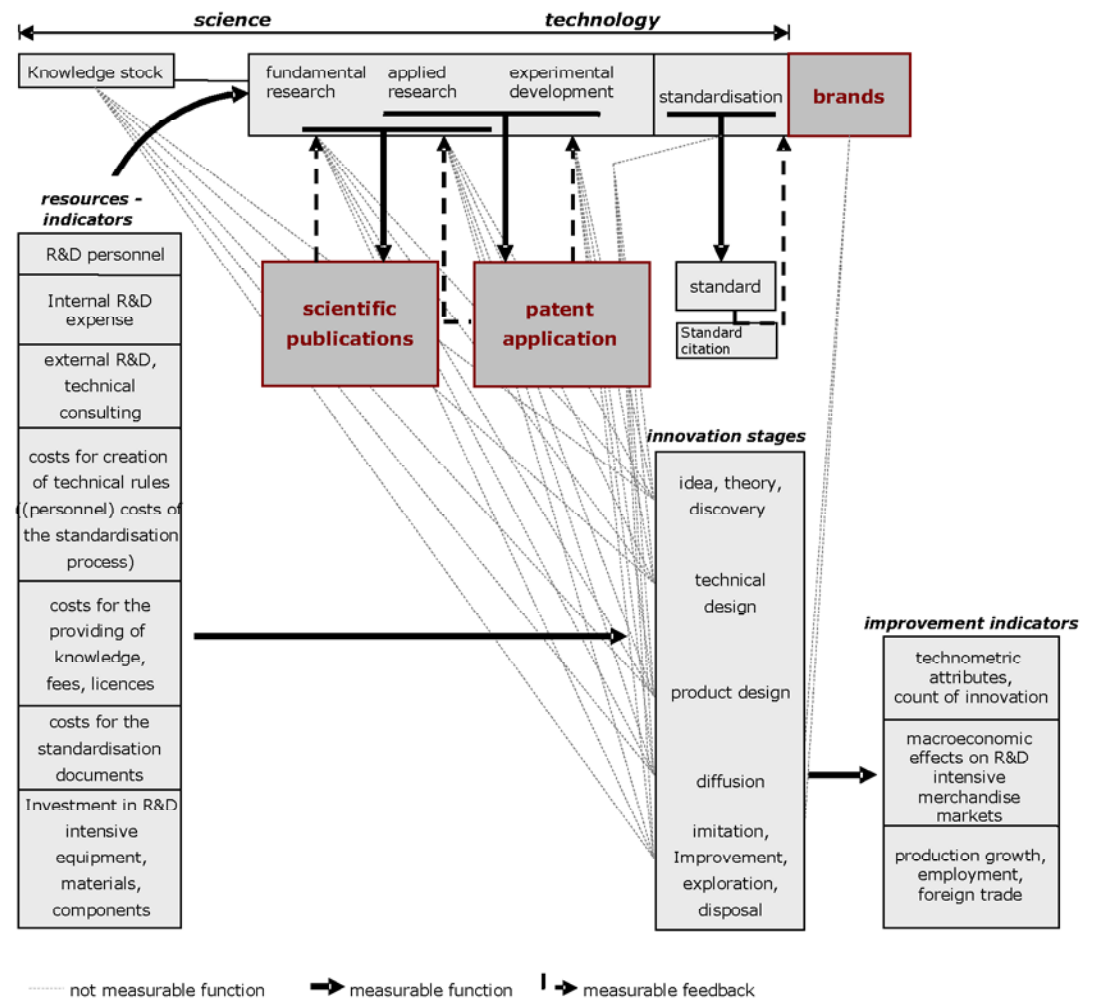 science
technology
Knowledge stock
fundamental
research
applied
research
experimental
development
standardisation
brands
resources –
indicators
R&D personnel
Internal R&D
expense
external R&D,
technical
consulting
costs for creation
of technical rules
((personnel) costs of
the standardisation
process)
costs for the
providing of
knowledge,
fees, licences
costs for the
standardisation
documents
Investment in R&D
intensive
equipment,
materials,
components
scientific
publications
patent
application
standard
Standard
citation
innovation stages
idea, theory,
discovery
technical
design
product design
diffusion
imitation,
Improvement,
exploration,
disposal
improvement indicators
technometric
attributes,
count of innovation
macroeconomic
effects on R&D
intensive
merchandise
markets
production growth,
employment,
foreign trade
not measurable function
measurable function
measurable feedback